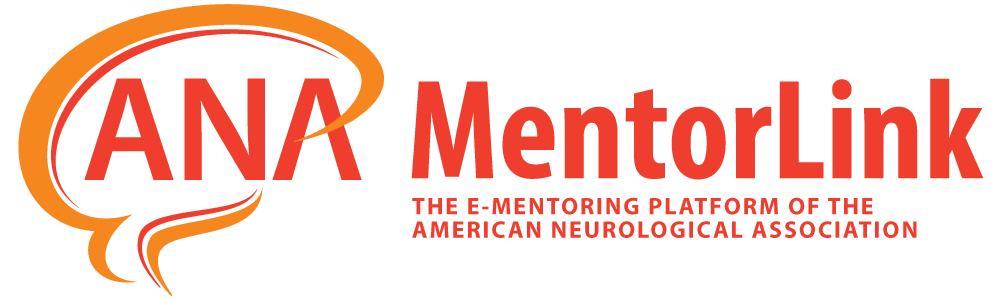 ANA MentorLink
THE E-MENTORING PLATFORM OF THE
AMERICAN NEUROLOGICAL ASSOCIATION